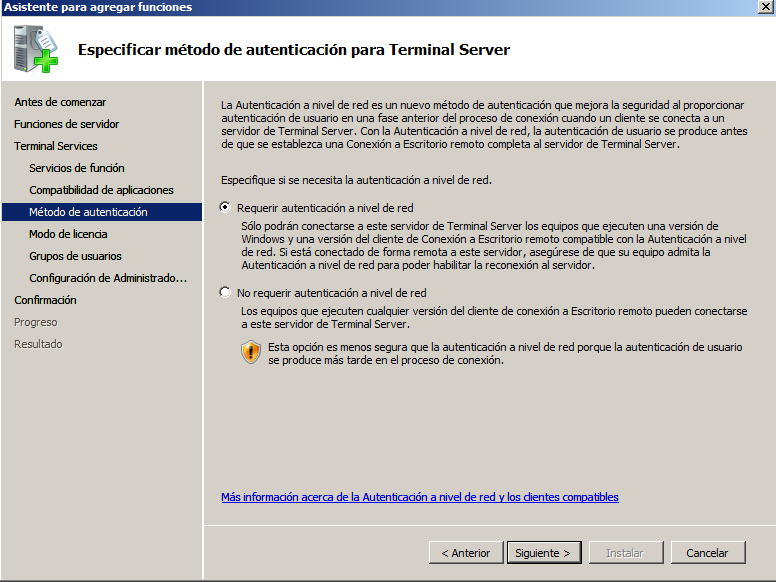 Asistente para agregar funciones
Especificar método de autenticación para Terminal Server
Antes de comenzar
Funciones de servidor
Terminal Services
Servicios de función
Compatibilidad de aplicaciones
Método de autenticación
Modo de licencia
Grupos de usuarios
Configuración de Administrado...
Confirmación
Progreso
Resultado
La Autenticación a nivel de red es un nuevo método de autenticación que mejora la seguridad al proporcionar
autenticación de usuario en una fase anterior del proceso de conexión cuando un cliente se conecta a un
servidor de Terminal Server. Con la Autenticación a nivel de red, la autenticación de usuario se produce antes
de que se establezca una Conexión a Escritorio remoto completa al servidor de Terminal Server.
Especifique si se necesita la autenticación a nivel de red.
Requerir autenticación a nivel de red
Sólo podrán conectarse a este servidor de Terminal Server los equipos que ejecuten una versión de
Windows y una versión del cliente de Conexión a Escritorio remoto compatible con la Autenticación a nivel
de red. Si está conectado de forma remota a este servidor, asegúrese de que su equipo admita la
Autenticación a nivel de red para poder habilitar la reconexión al servidor.
No requerir autenticación a nivel de red
Los equipos que ejecuten cualquier versión del cliente de conexión a Escritorio remoto pueden conectarse
a este servidor de Terminal Server.
Esta opción es menos segura que la autenticación a nivel de red porque la autenticación de usuario
se produce más tarde en el proceso de conexión.
Más información acerca de la Autenticación a nivel de red y los clientes compatibles
< Anterior
Siguiente >
Instalar
Cancelar